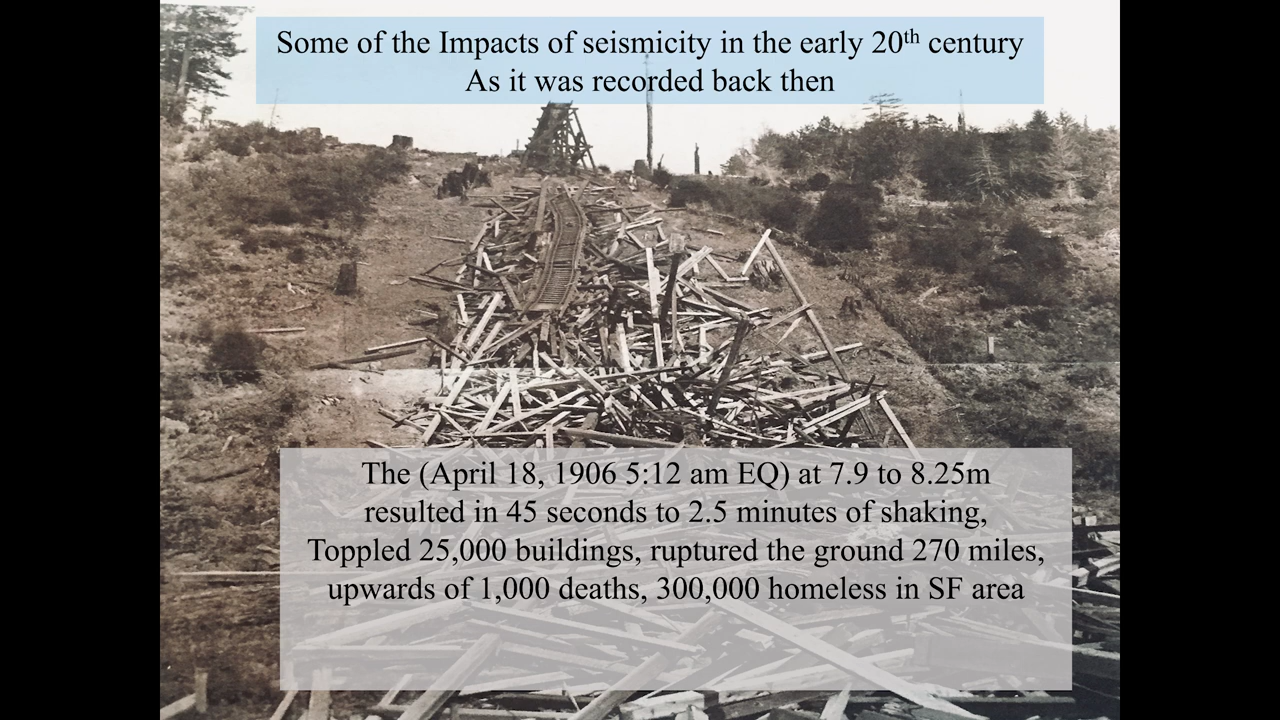 Some of the Impacts of seismicity in the early 20th century
As it was recorded back then
The (April 18, 1906 5:12 am EQ) at 7.9 to 8.25m
resulted in 45 seconds to 2.5 minutes of shaking,
Toppled 25,000 buildings, ruptured the ground 270 miles,
upwards of 1,000 deaths, 300,000 homeless in SF area